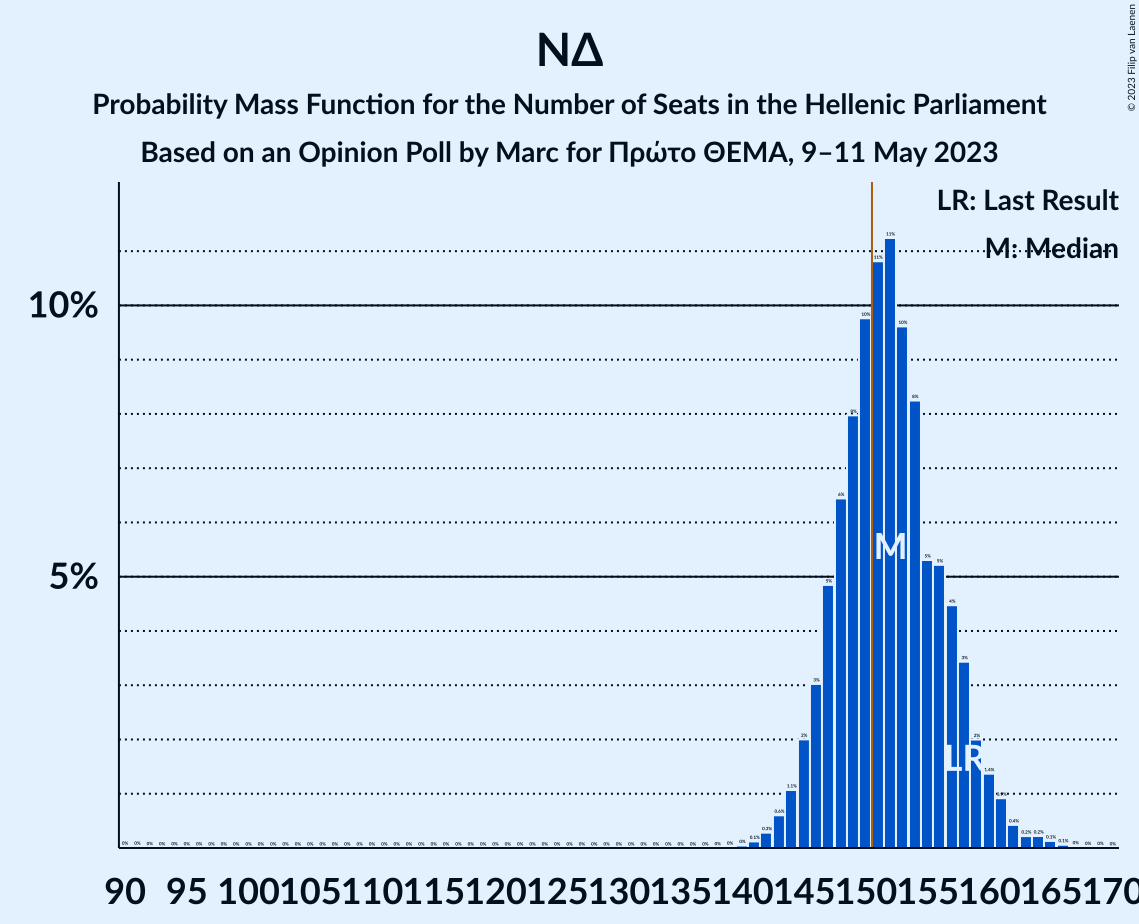 ΝΔ
Probability Mass Function for the Number of Seats in the Hellenic Parliament
Based on an Opinion Poll by Marc for Πρώτο ΘΕΜΑ, 9–11 May 2023
© 2023 Filip van Laenen
LR: Last Result
M: Median
10%
5%
M
LR
90 95 100 105 110 115 120 125 130 135 140 145 150 155 160 165 170